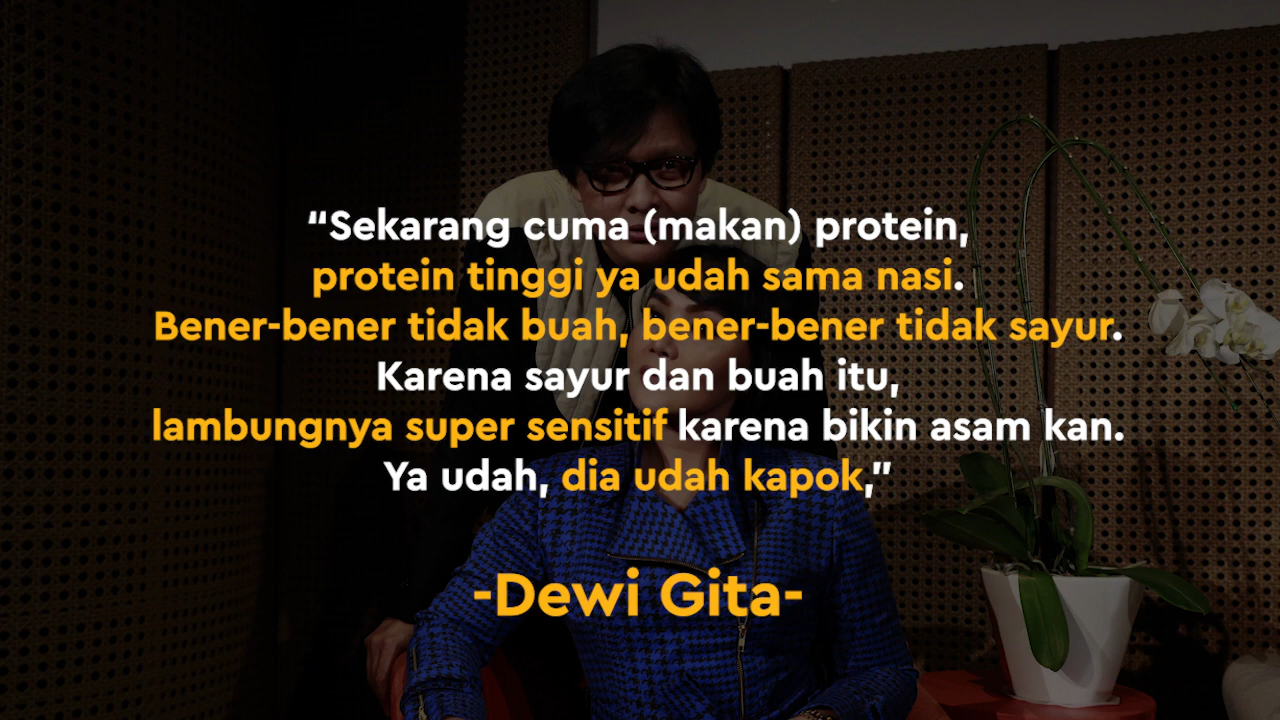 “Sekarang cuma (makan) protein,
protein tinggi ya udah sama nasi.
Bener-bener tidak buah, bener-bener tidak sayur.
Karena sayur dan buah itu,
lambungnya super sensitif karena bikin asam kan.
Ya udah, dia udah kapok,”
-Dewi Gita-